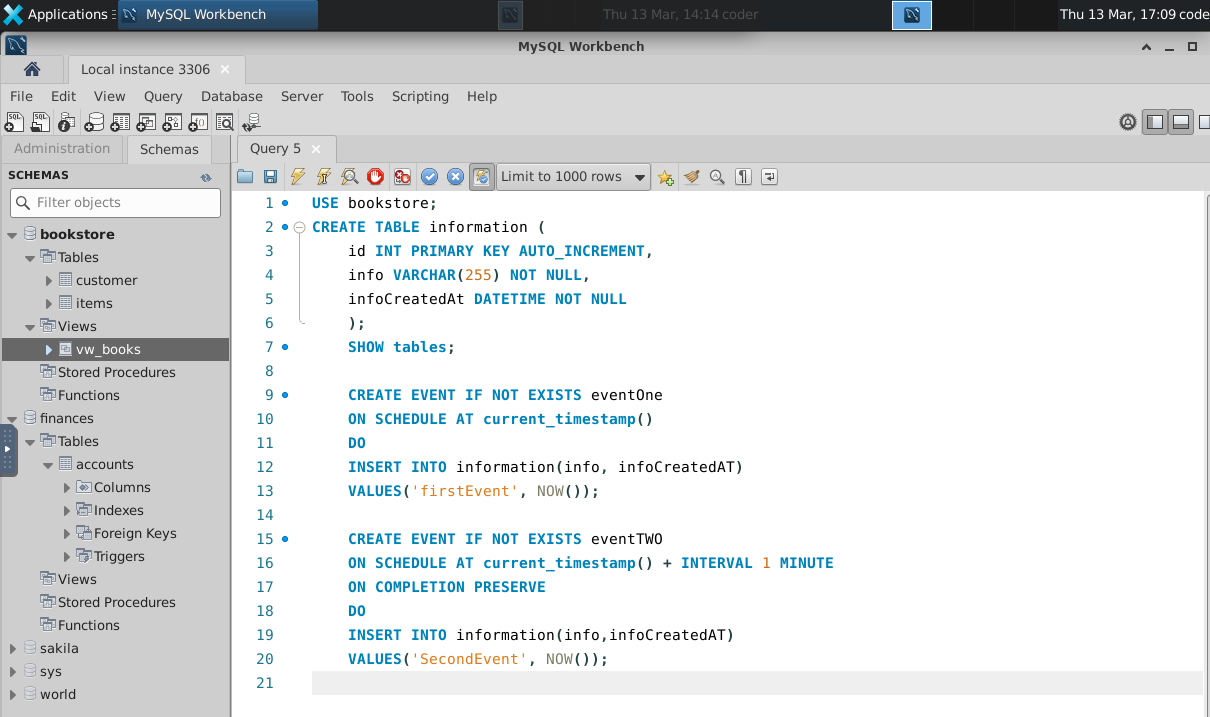 Applications
MySQL Workbench
Thu 13 Mar, 14:14 coder
Thu 13 Mar, 17:09 code
MySQL Workbench
Local instance 3306
File Edit View Query Database Server Tools Scripting Help
Administration Schemas
Query 5
SCHEMAS
Limit to 1000 rows
Filter objects
bookstore
Tables
customer
items
Views
vw_books
Stored Procedures
Functions
finances
Tables
accounts
Columns
Indexes
Foreign Keys
Triggers
Views
Stored Procedures
Functions
sakila
sys
world
1 USE bookstore;
2 CREATE TABLE information (
3 id INT PRIMARY KEY AUTO_INCREMENT,
4 info VARCHAR(255) NOT NULL,
5 infoCreatedAt DATETIME NOT NULL
6 );
7 SHOW tables;
8
9 CREATE EVENT IF NOT EXISTS eventOne
10 ON SCHEDULE AT current_timestamp()
11 DO
12 INSERT INTO information(info, infoCreatedAT)
13 VALUES('firstEvent', NOW());
14
15 CREATE EVENT IF NOT EXISTS eventTWO
16 ON SCHEDULE AT current_timestamp() + INTERVAL 1 MINUTE
17 ON COMPLETION PRESERVE
18 DO
19 INSERT INTO information(info,infoCreatedAT)
20 VALUES('SecondEvent', NOW());
21